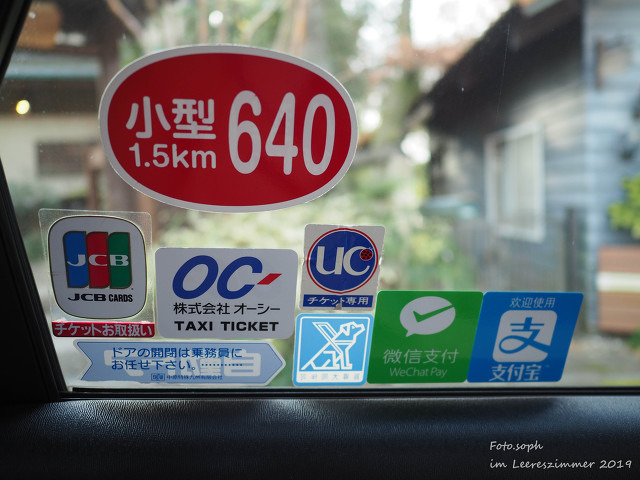 小型
1.5km
640
JCB
JCB CARDS
チケットお取扱い
OC
株式会社 オーシー
TAXI TICKET
UC
チケット専用
ドアの開閉は乗務員に
お任せ下さい。…………
微信支付
WeChat Pay
欢迎使用
支
支付宝
Foto.soph
im Leereszimmer 2019